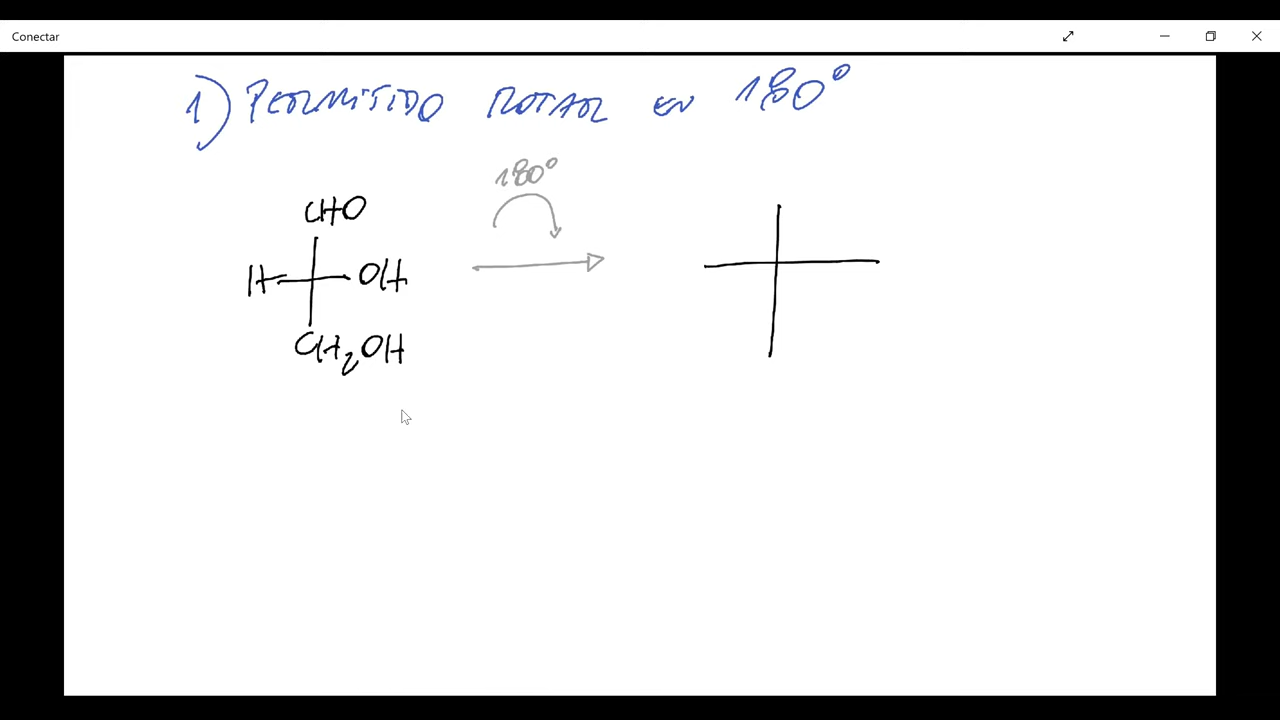 Conectar
1) PERMITIDO ROTAR EN 180°
180°
CHO
H OH
CH₂OH